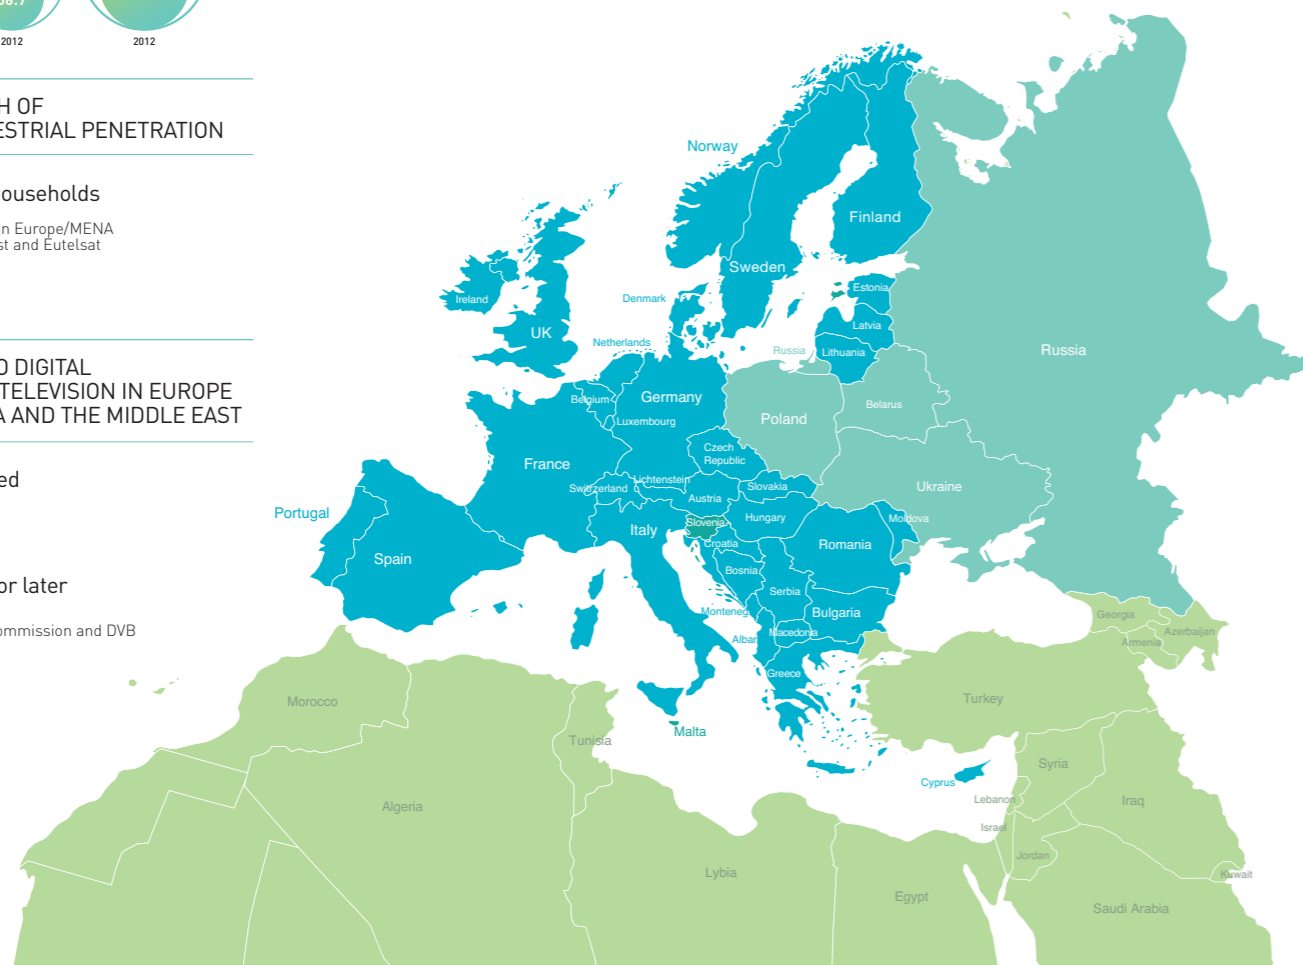 2012
2012
H OF
ESTRIAL PENETRATION
ouseholds
n Europe/MENA
st and Eutelsat
O DIGITAL
TELEVISION IN EUROPE
A AND THE MIDDLE EAST
ed
or later
ommission and DVB
Norway
Finland
Sweden
Estonia
Denmark
Ireland
Latvia
UK
Netherlands
Russia
Lithuania
Russia
Belgium
Germany
Belarus
Poland
Luxembourg
Czech
Republic
France
Lichtenstein
Switzerland
Slovakia
Ukraine
Austria
Portugal
Hungary
Moldova
Slovenia
Italy
Croatia
Romania
Spain
Bosnia
Serbia
Monteneg
Bulgaria
Georgia
Macedonia
Azerbaijan
Alban
Armenia
Greece
Morocco
Turkey
Malta
Tunisia
Syria
Cyprus
Lebanon
Iraq
Algeria
Israel
Jordan
Lybia
Kuwait
Egypt
Saudi Arabia